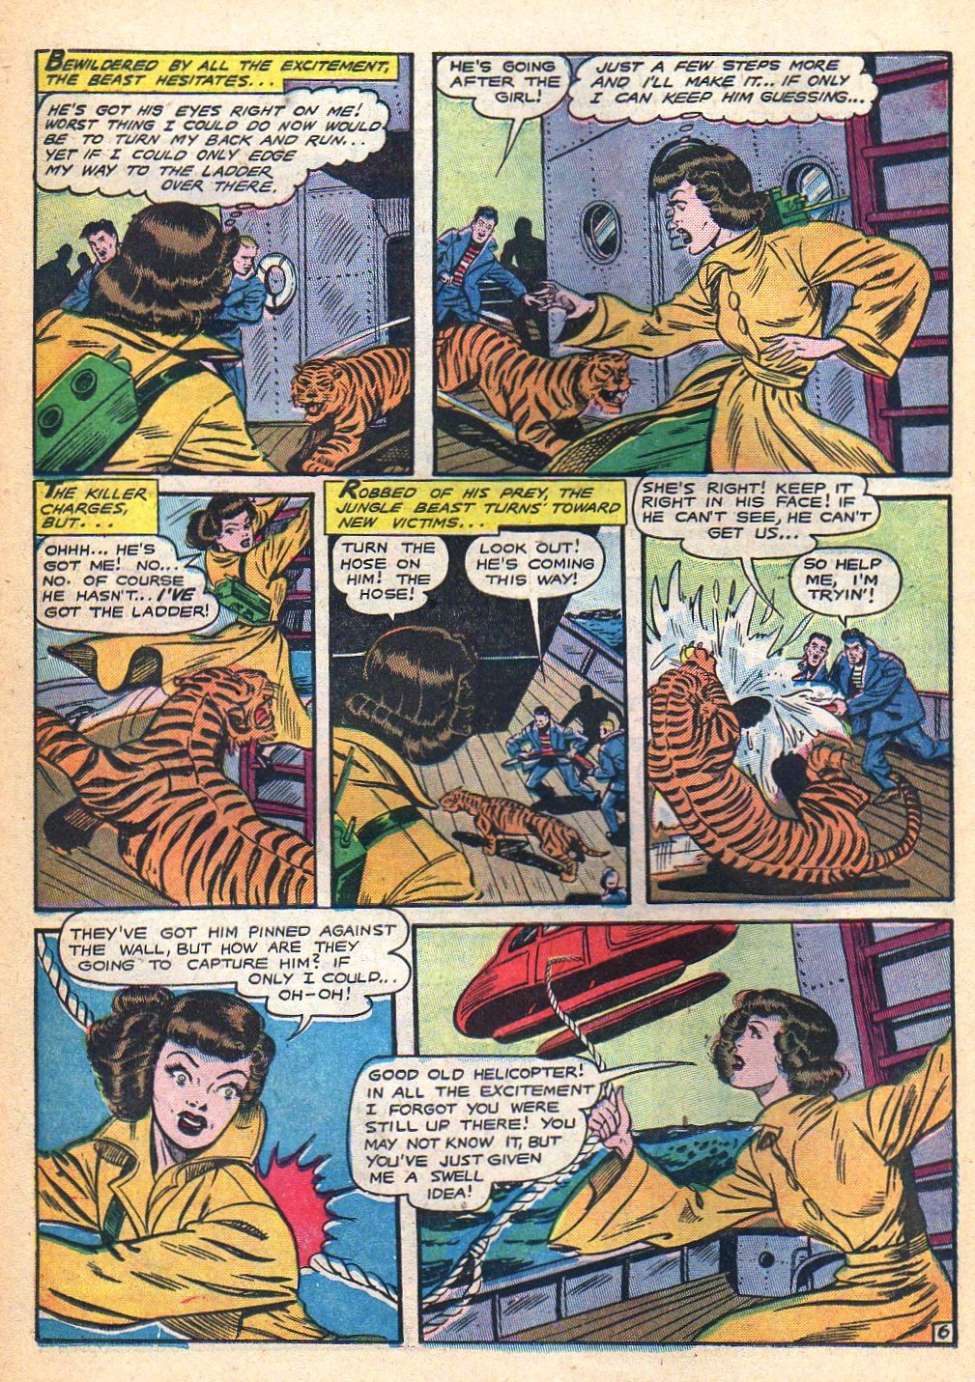 BEWILDERED BY ALL THE EXCITEMENT,
THE BEAST HESITATES...
HE'S GOT HIS EYES RIGHT ON ME!
WORST THING I COULD DO NOW WOULD
BE TO TURN MY BACK AND RUN...
YET IF I COULD ONLY EDGE
MY WAY TO THE LADDER
OVER THERE.
HE'S GOING
AFTER THE
GIRL!
JUST A FEW STEPS MORE
AND I'LL MAKE IT... IF ONLY
I CAN KEEP HIM GUESSING...
THE KILLER
CHARGES,
BUT...
OHHH... HE'S
GOT ME! NO...
NO. OF COURSE
HE HASN'T... I'VE
GOT THE LADDER!
ROBBED OF HIS PREY, THE
JUNGLE BEAST TURNS TOWARD
NEW VICTIMS...
TURN THE
HOSE ON
HIM! THE
HOSE!
LOOK OUT!
HE'S COMING
THIS WAY!
SHE'S RIGHT! KEEP IT
RIGHT IN HIS FACE! IF
HE CAN'T SEE, HE CAN'T
GET US...
SO HELP
ME, I'M
TRYIN'!
THEY'VE GOT HIM PINNED AGAINST
THE WALL, BUT HOW ARE THEY
GOING TO CAPTURE HIM? IF
ONLY I COULD...
OH-OH!
GOOD OLD HELICOPTER!
IN ALL THE EXCITEMENT
I FORGOT YOU WERE
STILL UP THERE! YOU
MAY NOT KNOW IT, BUT
YOU'VE JUST GIVEN
ME A SWELL
IDEA!
6